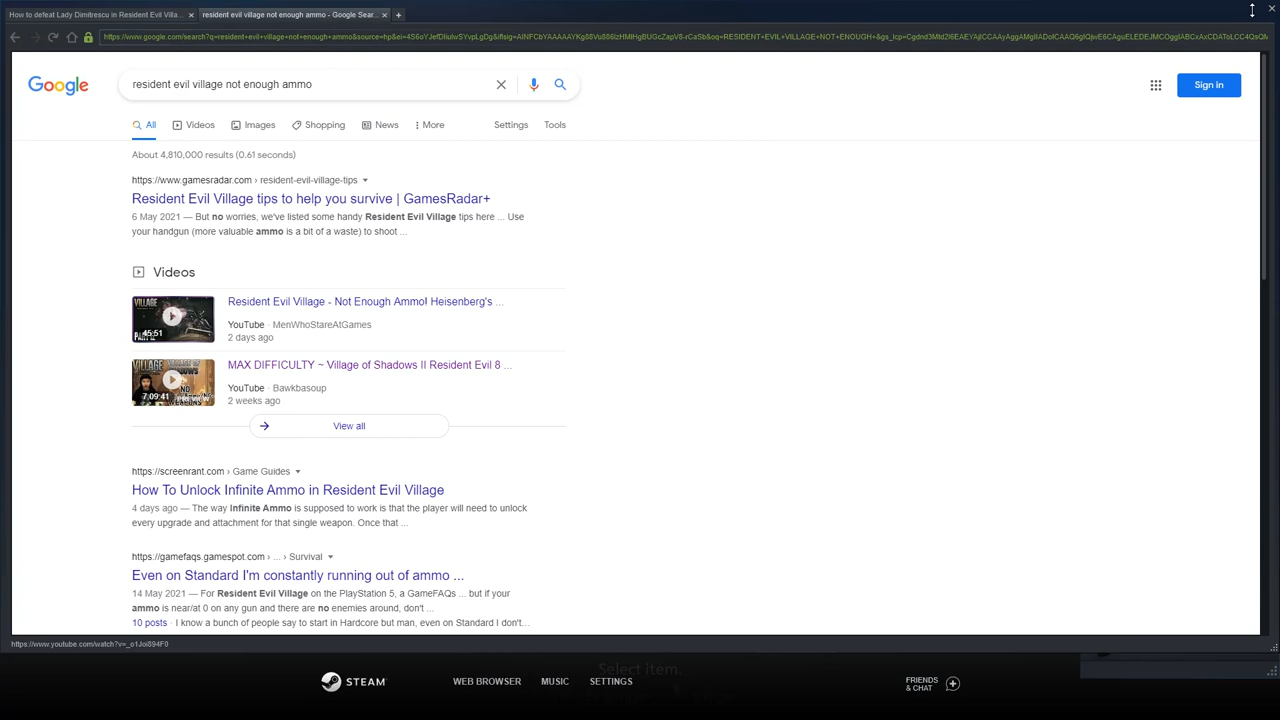 How to defeat Lady Dimitrescu in Resident Evil Villa...
resident evil village not enough ammo - Google Sear...
resident evil village not enough ammo
Google
Sign in
All Videos Images Shopping News More Settings Tools
About 4,810,000 results (0.61 seconds)
https://www.gamesradar.com › resident-evil-village-tips
Resident Evil Village tips to help you survive | GamesRadar+
6 May 2021 — But no worries, we've listed some handy Resident Evil Village tips here ... Use
your handgun (more valuable ammo is a bit of a waste) to shoot ...
Videos
Resident Evil Village - Not Enough Ammo! Heisenberg's ...
YouTube · MenWhoStareAtGames
2 days ago
VILLAGE
45:51
MAX DIFFICULTY ~ Village of Shadows II Resident Evil 8 ...
YouTube · Bawkbasoup
2 weeks ago
7:09:41
View all
https://screenrant.com › Game Guides
How To Unlock Infinite Ammo in Resident Evil Village
4 days ago — The way Infinite Ammo is supposed to work is that the player will need to unlock
every upgrade and attachment for that single weapon. Once that ...
https://gamefaqs.gamespot.com › ... › Survival
Even on Standard I'm constantly running out of ammo ...
14 May 2021 — For Resident Evil Village on the PlayStation 5, a GameFAQs ... but if your
ammo is near/at 0 on any gun and there are no enemies around, don't ...
10 posts · I know a bunch of people say to start in Hardcore but man, even on Standard I don't...
https://www.youtube.com/watch?v=_o1Joi894F0
Select item.
STEAM
WEB BROWSER MUSIC SETTINGS
FRIENDS
& CHAT